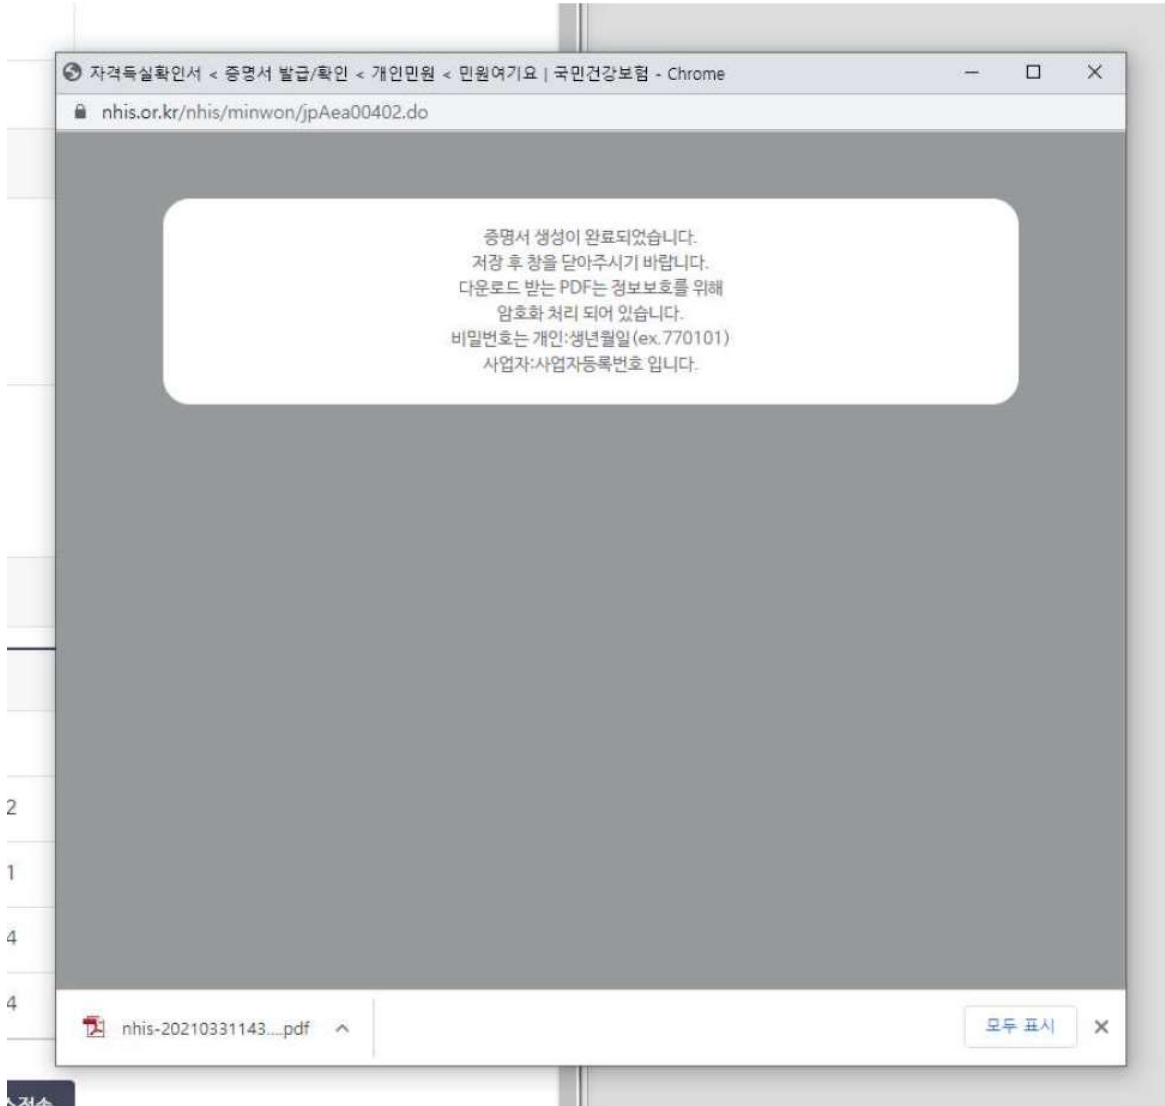 자격득실확인서 < 증명서 발급/확인 < 개인민원 < 민원여기요 | 국민건강보험 - Chrome
nhis.or.kr/nhis/minwon/jpAea00402.do
증명서 생성이 완료되었습니다.
저장 후 창을 닫아주시기 바랍니다.
다운로드 받는 PDF는 정보보호를 위해
암호화 처리 되어 있습니다.
비밀번호는 개인:생년월일(ex.770101)
사업자:사업자등록번호 입니다.
2
1
4
4
nhis-20210331143....pdf
모두 표시